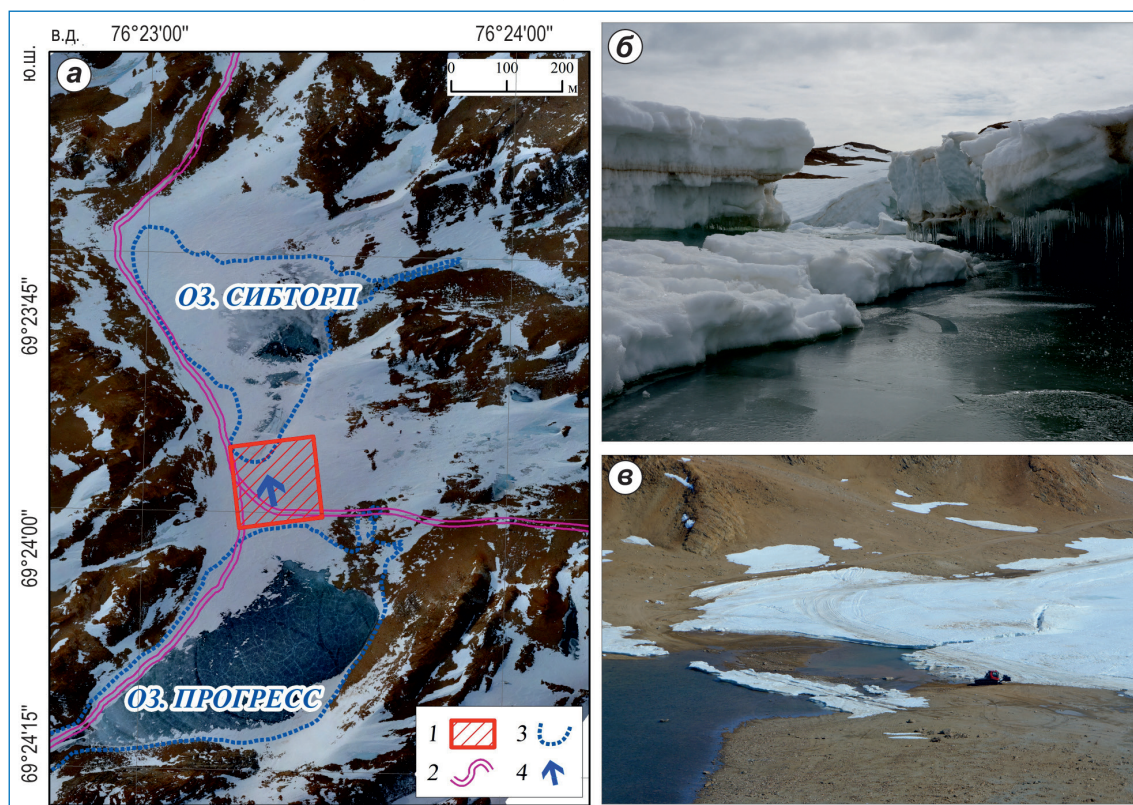 в.д.
76°23'00"
76°24'00"
ю.ш.
а
0 100 200
м
69°23'45"
ОЗ. СИБТОРП
69°24'00"
ОЗ. ПРОГРЕСС
69°24'15"
1
3
2
4
б
в